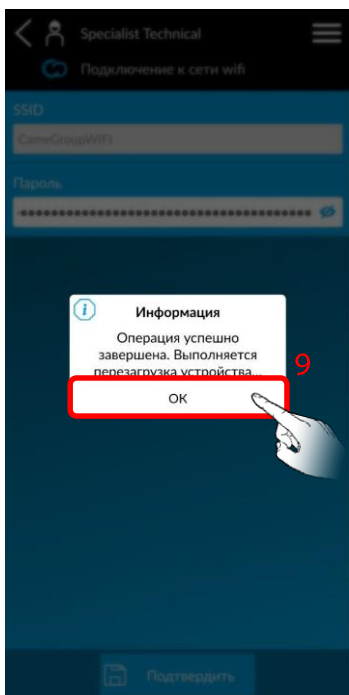 Specialist Technical
Подключение к сети wifi
SSID
CameGroupWIFI
Пароль
Информация
Операция успешно
завершена. Выполняется
перезагрузка устройства...
9
ОК
Подтвердить